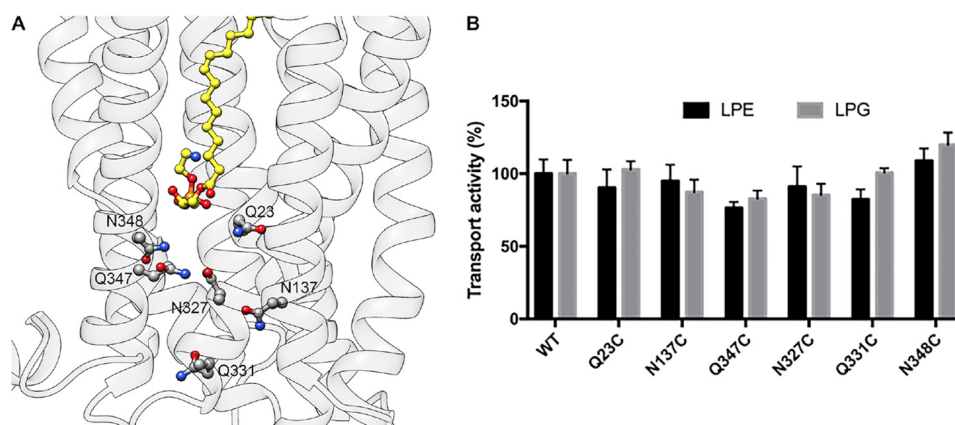 A
N348
Q23
Q347
N327
N137
Q331
B
Transport activity (%)
150
100
50
0
LPE
LPG
WT
Q23C
N137C
Q347C
N327C
Q331C
N348C